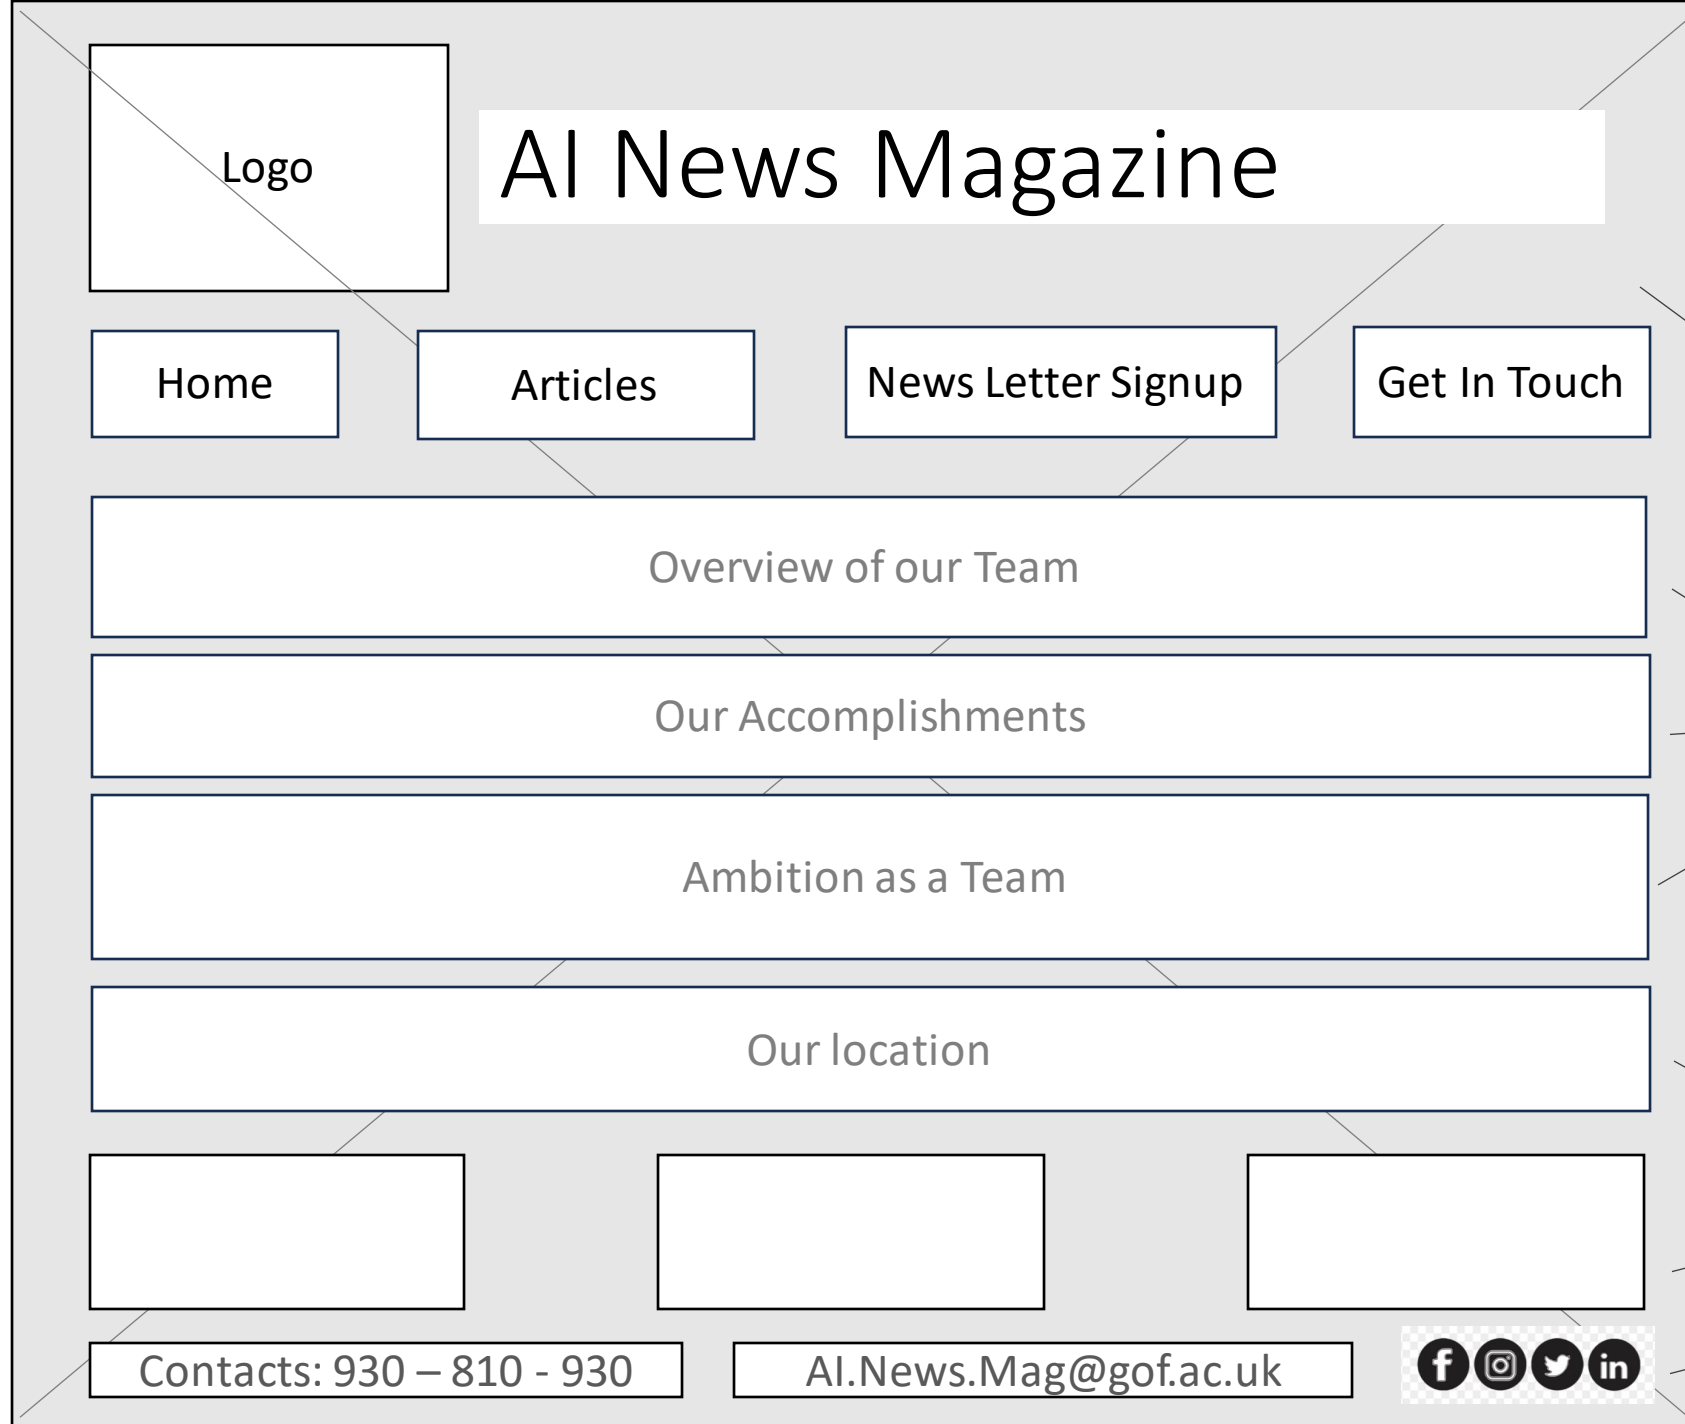 Logo
AI News Magazine
Home
Articles
News Letter Signup
Get In Touch
Overview of our Team
Our Accomplishments
Ambition as a Team
Our location
Contacts: 930 – 810 - 930
AI.News.Mag@gof.ac.uk